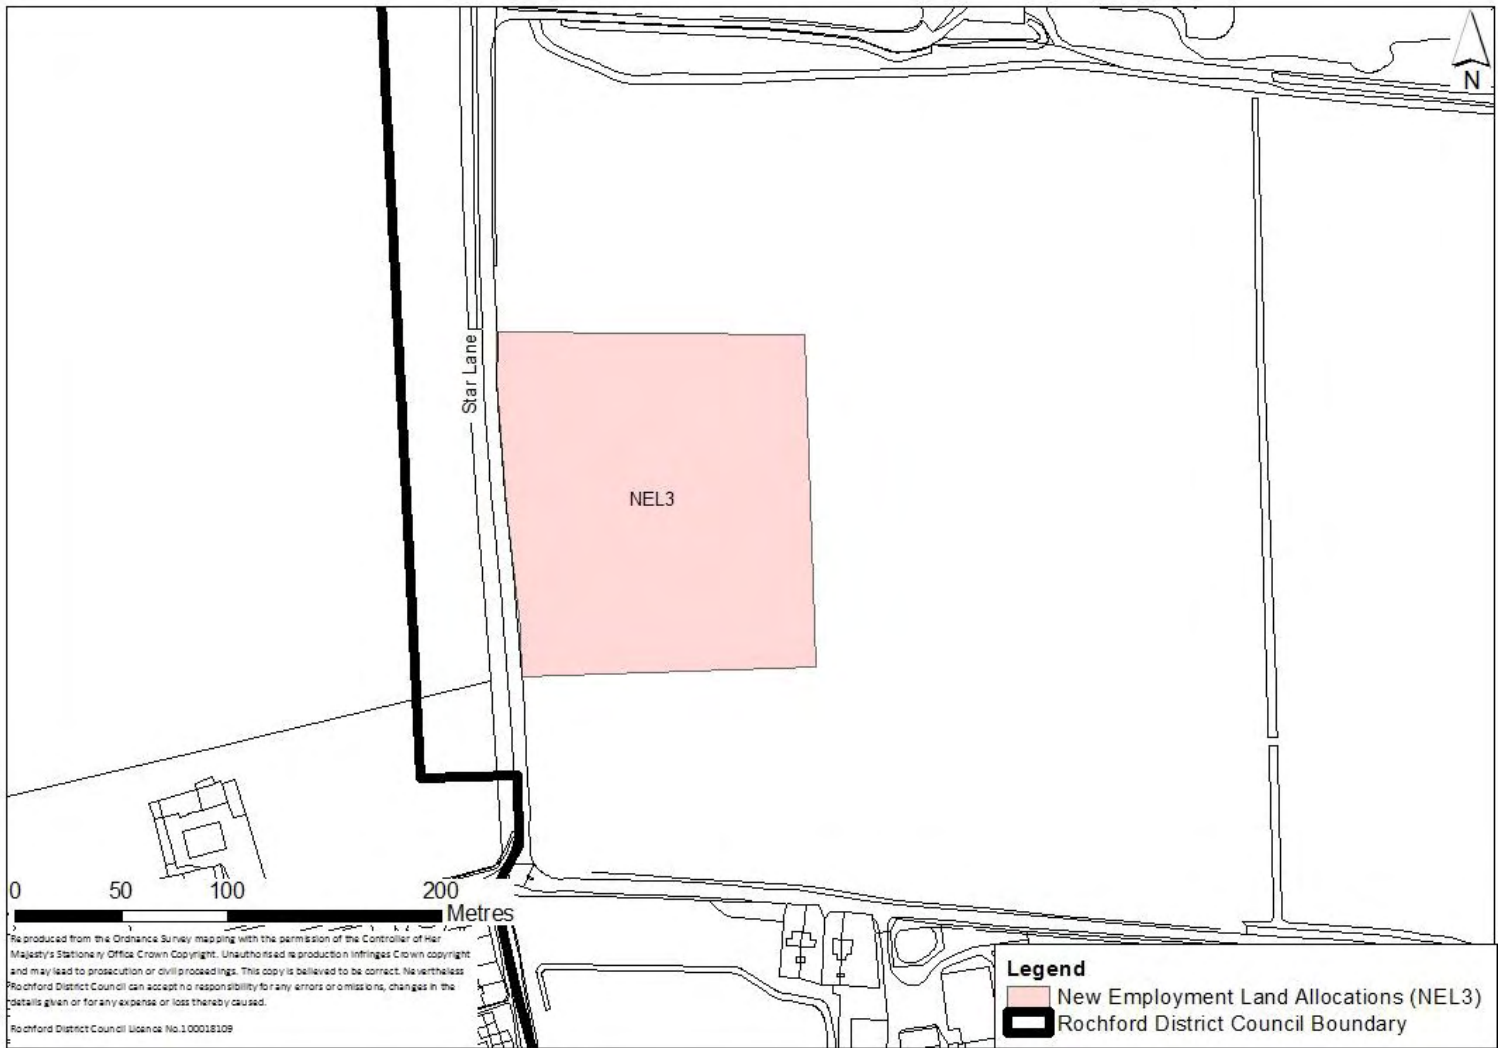 N
Star Lane
NEL3
0 50 100 200
Metres
Reproduced from the Ordnance Survey mapping with the permission of the Controller of Her
Majesty's Stationery Office Crown Copyright. Unauthorised reproduction infringes Crown copyright
and may lead to prosecution or civil proceedings. This copy is believed to be correct. Nevertheless
Rochford District Council can accept no responsibility for any errors or omissions, changes in the
details given or for any expense or loss thereby caused.
Rochford District Council Licence No.100018109
Legend
New Employment Land Allocations (NEL3)
Rochford District Council Boundary